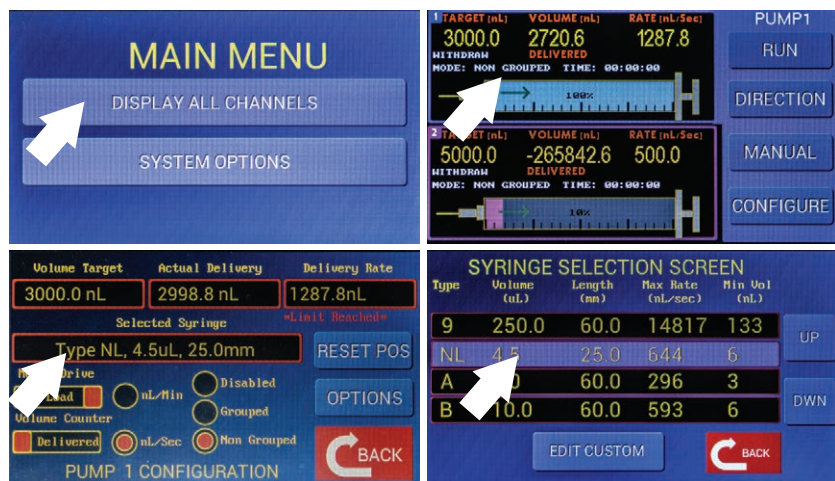 MAIN MENU
DISPLAY ALL CHANNELS
SYSTEM OPTIONS
1 TARGET [nL] VOLUME [nL] RATE [nL/Sec] PUMP1
3000.0 2720.6 1287.8
WITHDRAW DELIVERED
MODE: NON GROUPED TIME: 00:00:00
100%
2 [nL] VOLUME [nL] RATE [nL/Sec]
5000.0 -265842.6 500.0
WITHDRAW DELIVERED
MODE: NON GROUPED TIME: 00:00:00
10%
RUN
DIRECTION
MANUAL
CONFIGURE
Volume Target Actual Delivery Delivery Rate
3000.0 nL 2998.8 nL 1287.8nL
Selected Syringe *Limit Reached*
Type NL, 4.5uL, 25.0mm RESET POS
Drive
nL/Min Disabled
Grouped OPTIONS
Volume Counter
Delivered nL/Sec Non Grouped
BACK
PUMP 1 CONFIGURATION
SYRINGE SELECTION SCREEN
Type Volume Length Max Rate Min Vol
(uL) (mm) (nL/sec) (nL)
9 250.0 60.0 14817 133
NL 4.5 25.0 644 6
A 60.0 296 3
B 10.0 60.0 593 6
UP
DWN
EDIT CUSTOM
BACK